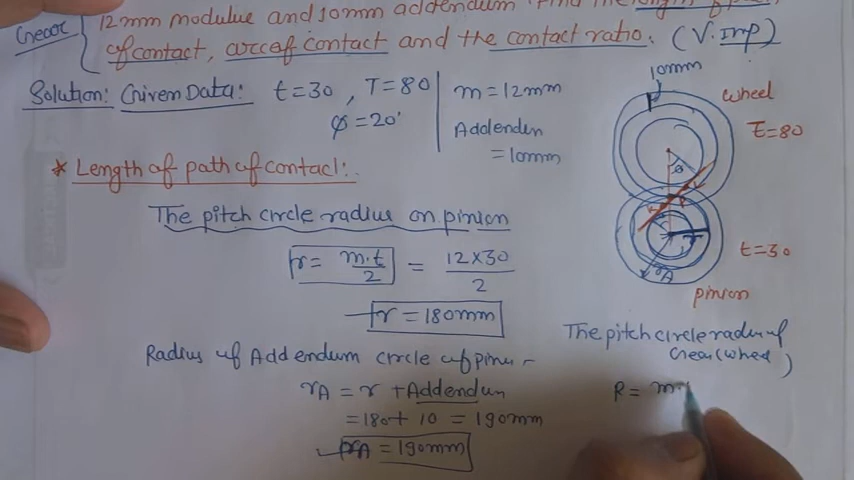 12mm module and 10mm addendum
of contact, arc of contact and the contact ratio. (V.Imp)
Gear
Solution: Given Data: t=30, T=80
φ=20°
m=12mm
Addenden
=10mm
* Length of path of contact:
The pitch circle radius on pinion
r = m.t/2 = 12×30/2
r = 180mm
Radius of Addendum circle of pinion
rA = r + Addendum
=180+ 10 = 190mm
rA = 190mm
10mm
wheel
T=80
t=30
rA
pinion
The pitch circle radius of
Gear (wheel)
R = m